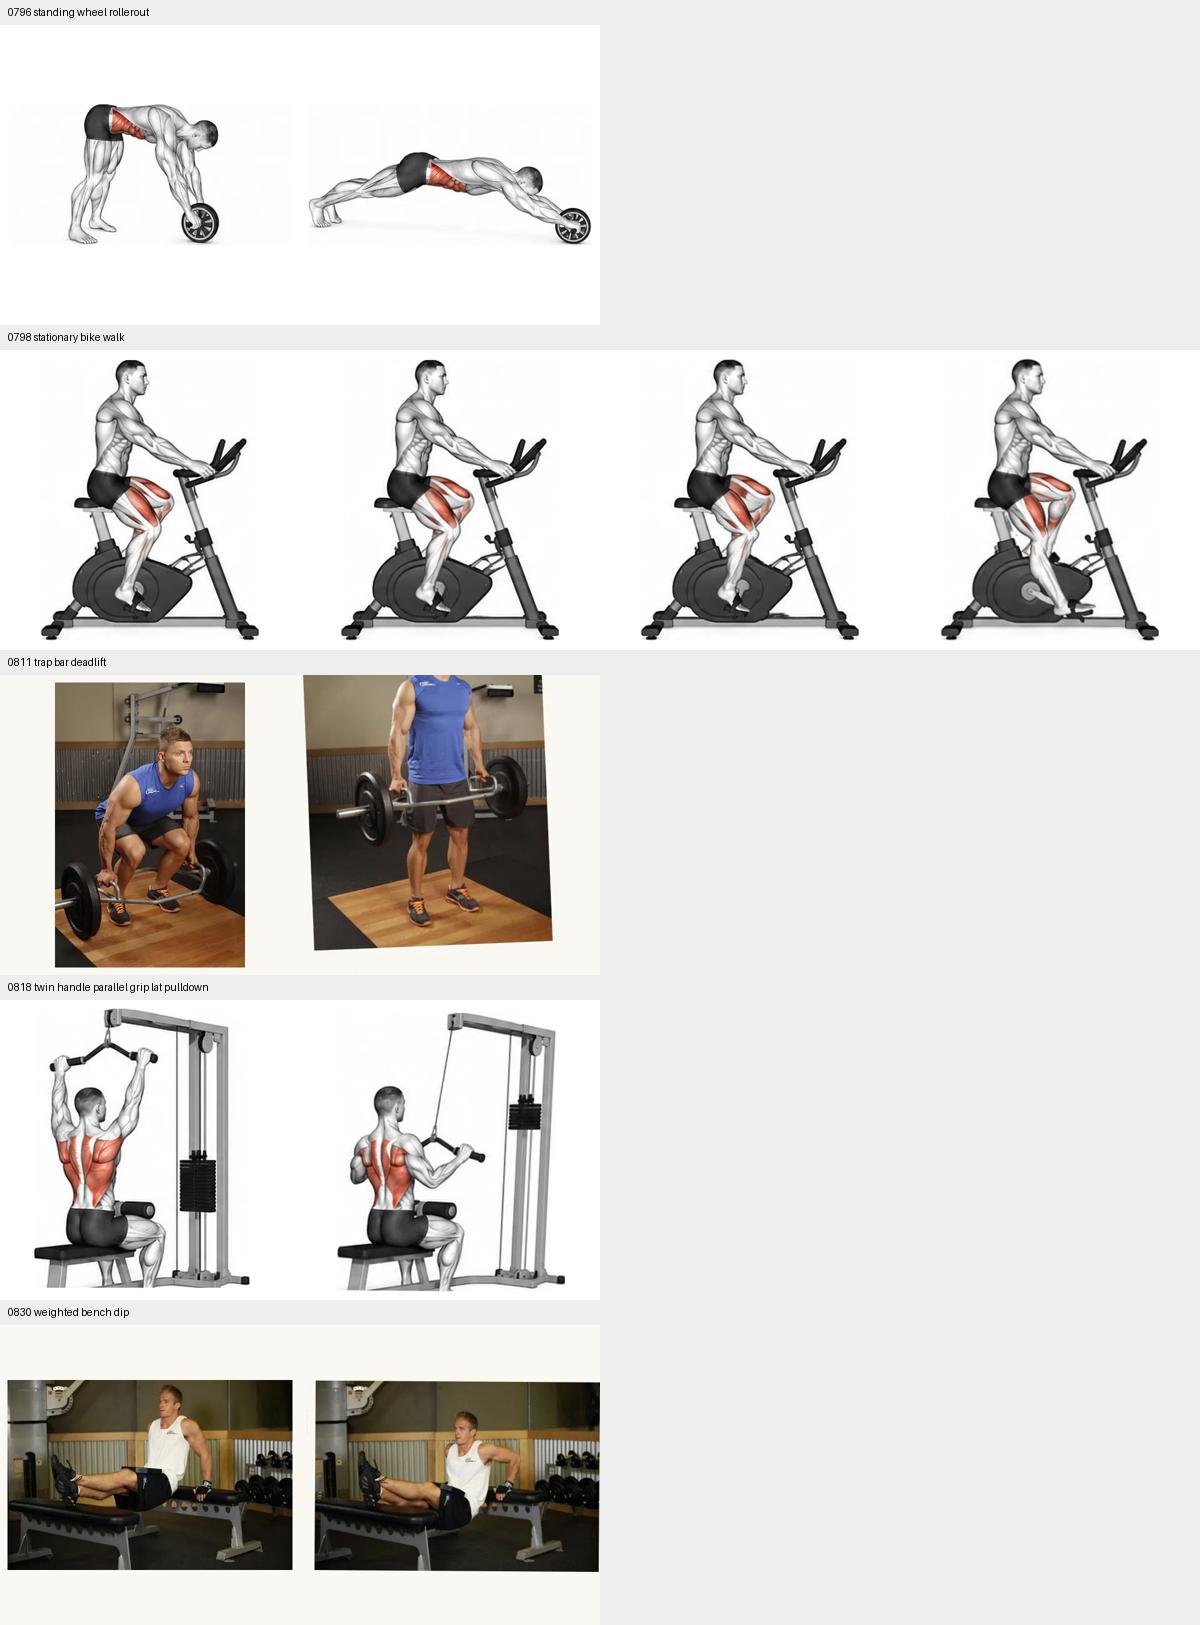 0796 standing wheel rollerout
0798 stationary bike walk
0811 trap bar deadlift
0818 twin handle parallel grip lat pulldown
0830 weighted bench dip